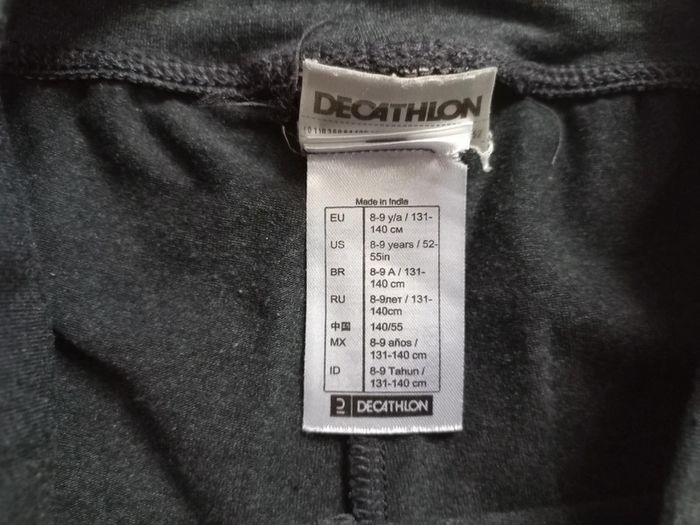 DECATHLON
Made in India
EU 8-9 y/a / 131-
140 см
US 8-9 years / 52-
55in
BR 8-9 A / 131-
140 cm
RU 8-9лет / 131-
140cm
中国 140/55
MX 8-9 años /
131-140 cm
ID 8-9 Tahun /
131-140 cm
DECATHLON